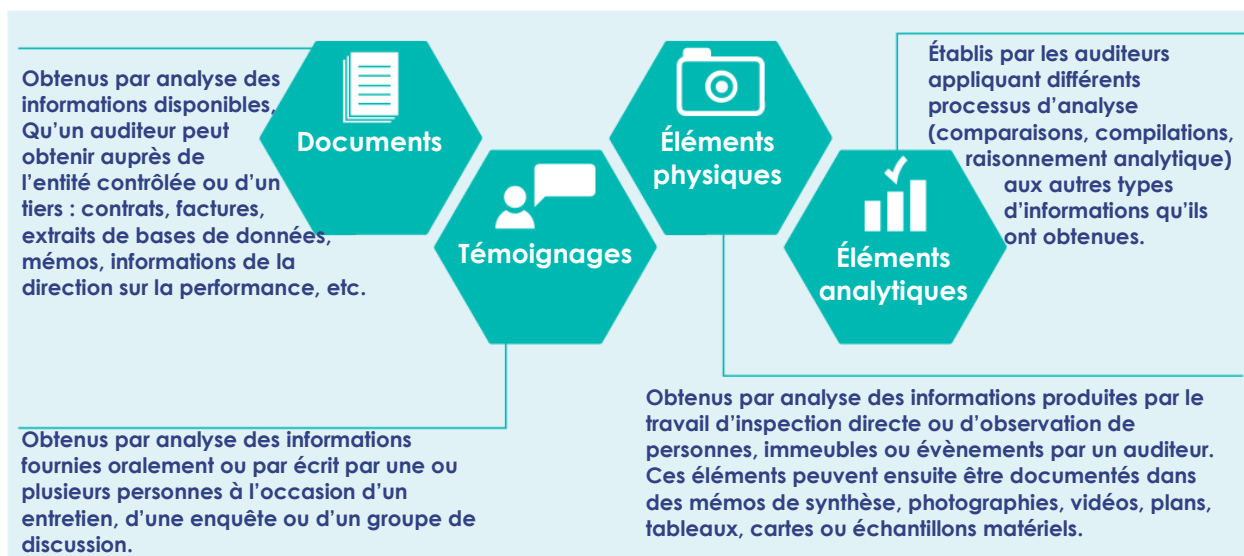 Obtenus par analyse des
informations disponibles,
Qu’un auditeur peut
obtenir auprès de
l’entité contrôlée ou d’un
tiers : contrats, factures,
extraits de bases de données,
mémos, informations de la
direction sur la performance, etc.
Documents
Témoignages
Obtenus par analyse des informations
fournies oralement ou par écrit par une ou
plusieurs personnes à l’occasion d’un
entretien, d’une enquête ou d’un groupe de
discussion.
Éléments
physiques
Obtenus par analyse des informations produites par le
travail d’inspection directe ou d’observation de
personnes, immeubles ou évènements par un auditeur.
Ces éléments peuvent ensuite être documentés dans
des mémos de synthèse, photographies, vidéos, plans,
tableaux, cartes ou échantillons matériels.
Éléments
analytiques
Établis par les auditeurs
appliquant différents
processus d’analyse
(comparaisons, compilations,
raisonnement analytique)
aux autres types
d’informations qu’ils
ont obtenues.